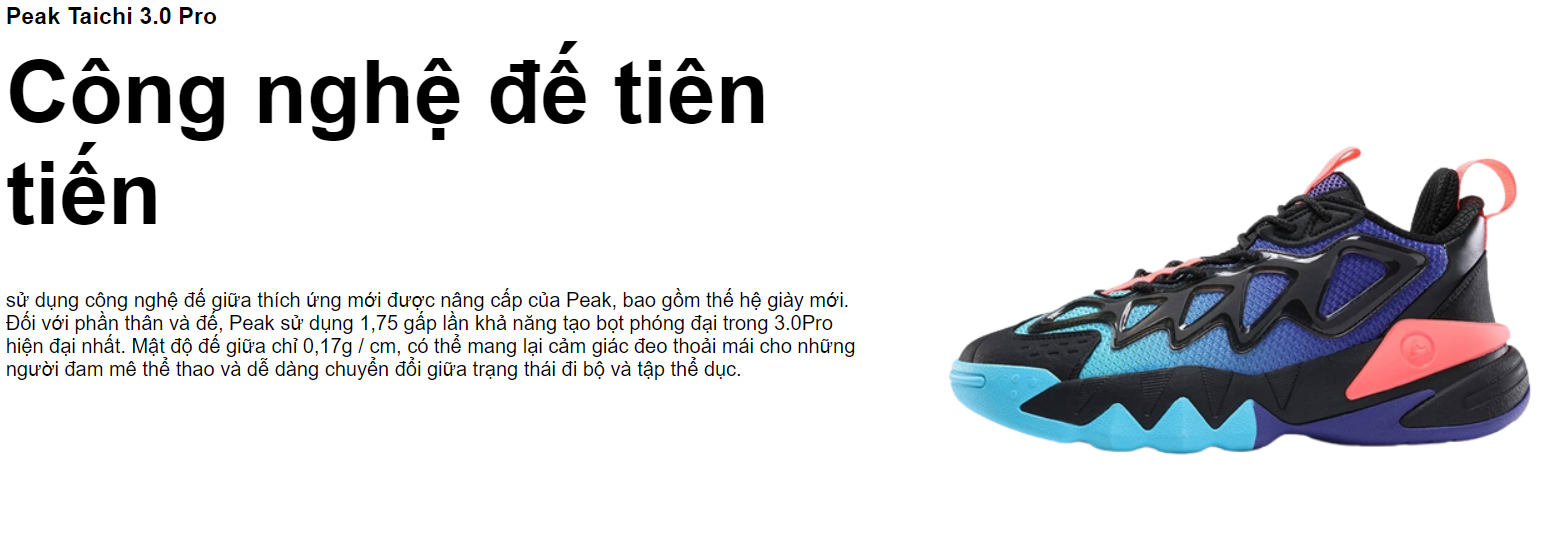 Peak Taichi 3.0 Pro
Công nghệ đế tiên
tiến
sử dụng công nghệ đế giữa thích ứng mới được nâng cấp của Peak, bao gồm thế hệ giày mới.
Đối với phần thân và đế, Peak sử dụng 1,75 gấp lần khả năng tạo bọt phóng đại trong 3.0Pro
hiện đại nhất. Mật độ đế giữa chỉ 0,17g / cm, có thể mang lại cảm giác đeo thoải mái cho những
người đam mê thể thao và dễ dàng chuyển đổi giữa trạng thái đi bộ và tập thể dục.